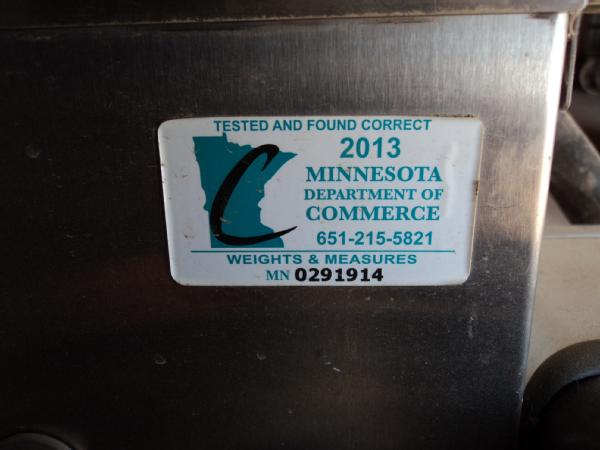 TESTED AND FOUND CORRECT
2013
MINNESOTA
DEPARTMENT OF
COMMERCE
651-215-5821
WEIGHTS & MEASURES
MN 0291914